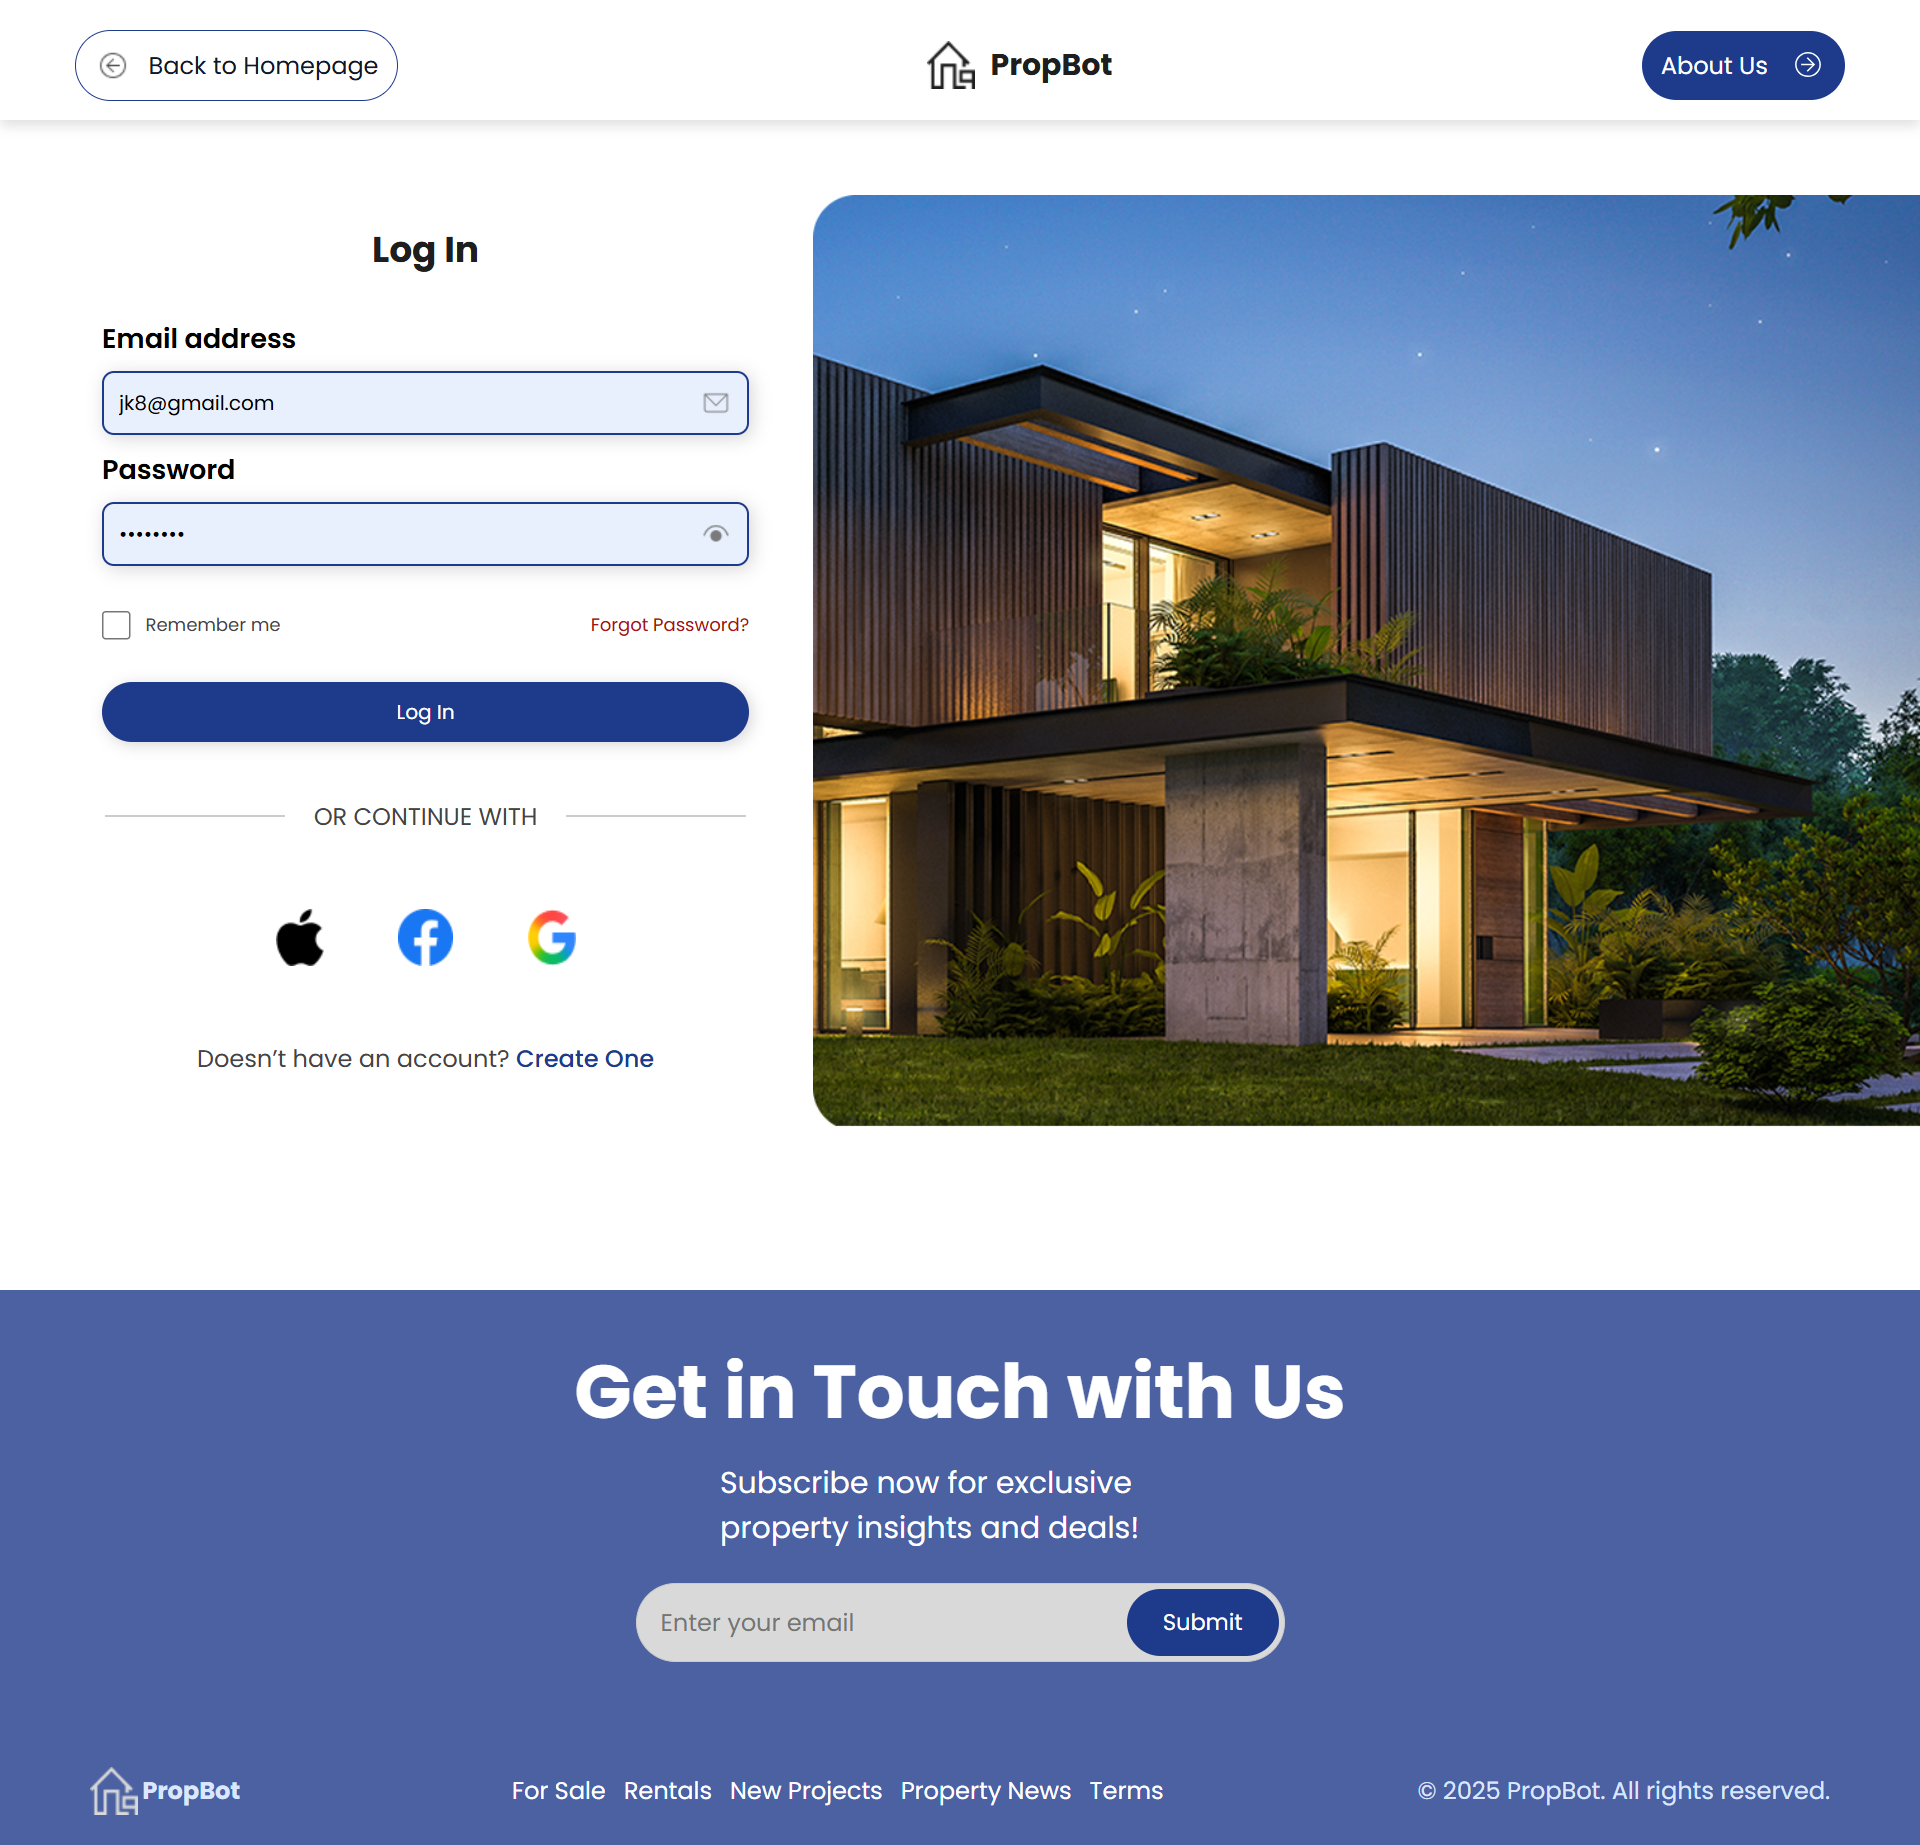 Back to Homepage
PropBot
About Us
Log In
Email address
jk8@gmail.com
Password
••••••••
Remember me
Forgot Password?
Log In
OR CONTINUE WITH
Doesn’t have an account? Create One
Get in Touch with Us
Subscribe now for exclusive
property insights and deals!
Enter your email
Submit
PropBot
For Sale Rentals New Projects Property News Terms
© 2025 PropBot. All rights reserved.